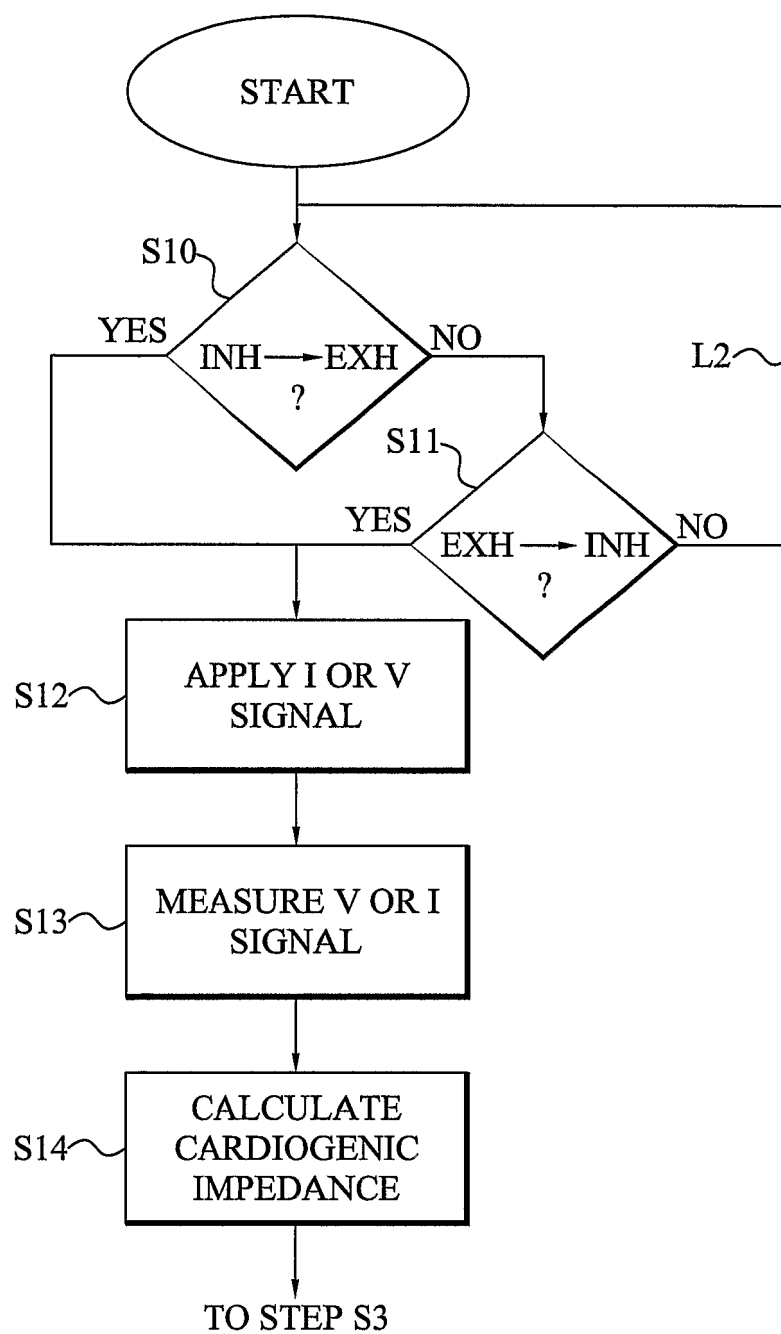 START
S10
YES
INH → EXH
?
NO
L2
S11
YES
EXH → INH
?
NO
S12
APPLY I OR V
SIGNAL
S13
MEASURE V OR I
SIGNAL
S14
CALCULATE
CARDIOGENIC
IMPEDANCE
TO STEP S3